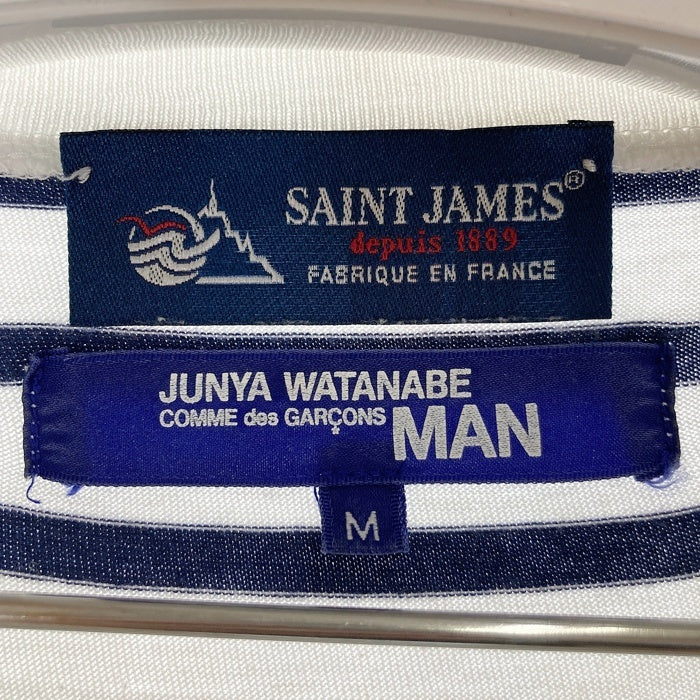 SAINT JAMES®
depuis 1889
FABRIQUE EN FRANCE
JUNYA WATANABE
COMME des GARÇONS MAN
M